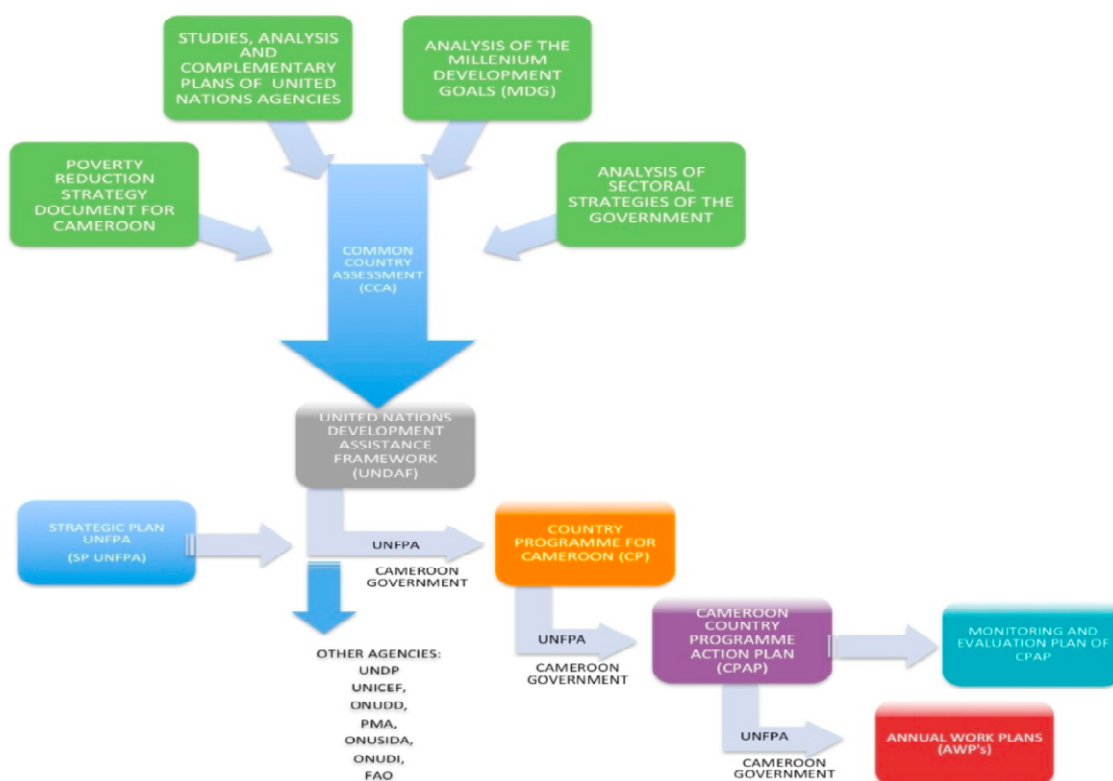 STUDIES, ANALYSIS
AND
COMPLEMENTARY
PLANS OF UNITED
NATIONS AGENCIES
ANALYSIS OF THE
MILLENIUM
DEVELOPMENT
GOALS (MDG)
POVERTY
REDUCTION
STRATEGY
DOCUMENT FOR
CAMEROON
ANALYSIS OF
SECTORAL
STRATEGIES OF THE
GOVERNMENT
COMMON
COUNTRY
ASSESSMENT
(CCA)
UNITED NATIONS
DEVELOPMENT
ASSISTANCE
FRAMEWORK
(UNDAF)
STRATEGIC PLAN
UNFPA
(SP UNFPA)
UNFPA
CAMEROON
GOVERNMENT
COUNTRY
PROGRAMME FOR
CAMEROON (CP)
OTHER AGENCIES:
UNDP
UNICEF,
ONUDD,
PMA,
ONUSIDA,
ONUDI,
FAO
UNFPA
CAMEROON
GOVERNMENT
CAMEROON
COUNTRY
PROGRAMME
ACTION PLAN
(CPAP)
MONITORING AND
EVALUATION PLAN OF
CPAP
UNFPA
CAMEROON
GOVERNMENT
ANNUAL WORK PLANS
(AWP's)